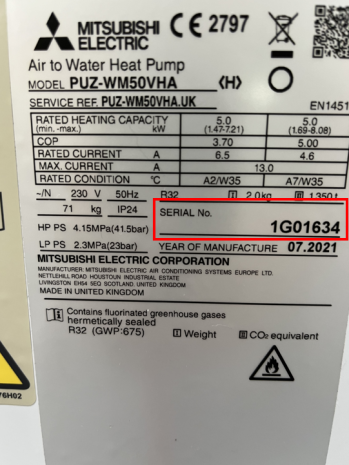 MITSUBISHI ELECTRIC CE 2797
Air to Water Heat Pump
MODEL PUZ-WM50VHA <H>
SERVICE REF. PUZ-WM50VHA.UK EN1451
RATED HEATING CAPACITY (min. -max.) kW 5.0 (1.47-7.21) 5.0 (1.69-8.08)
COP 3.70 5.00
RATED CURRENT A 6.5 4.6
MAX. CURRENT A 13.0
RATED CONDITION °C A2/W35 A7/W35
~/N 230 V 50Hz R32 2.0kg 1.350t
71 kg IP24 SERIAL No.
1G01634
HP PS 4.15MPa(41.5bar)
LP PS 2.3MPa(23bar) YEAR OF MANUFACTURE 07.2021
MITSUBISHI ELECTRIC CORPORATION
MANUFACTURER: MITSUBISHI ELECTRIC AIR CONDITIONING SYSTEMS EUROPE LTD.
NETTLEHILL ROAD HOUSTOUN INDUSTRIAL ESTATE
LIVINGSTON EH54 5EQ SCOTLAND. UNITED KINGDOM
MADE IN UNITED KINGDOM
Contains fluorinated greenhouse gases
hermetically sealed
R32 (GWP:675) Weight CO2 equivalent
76H02